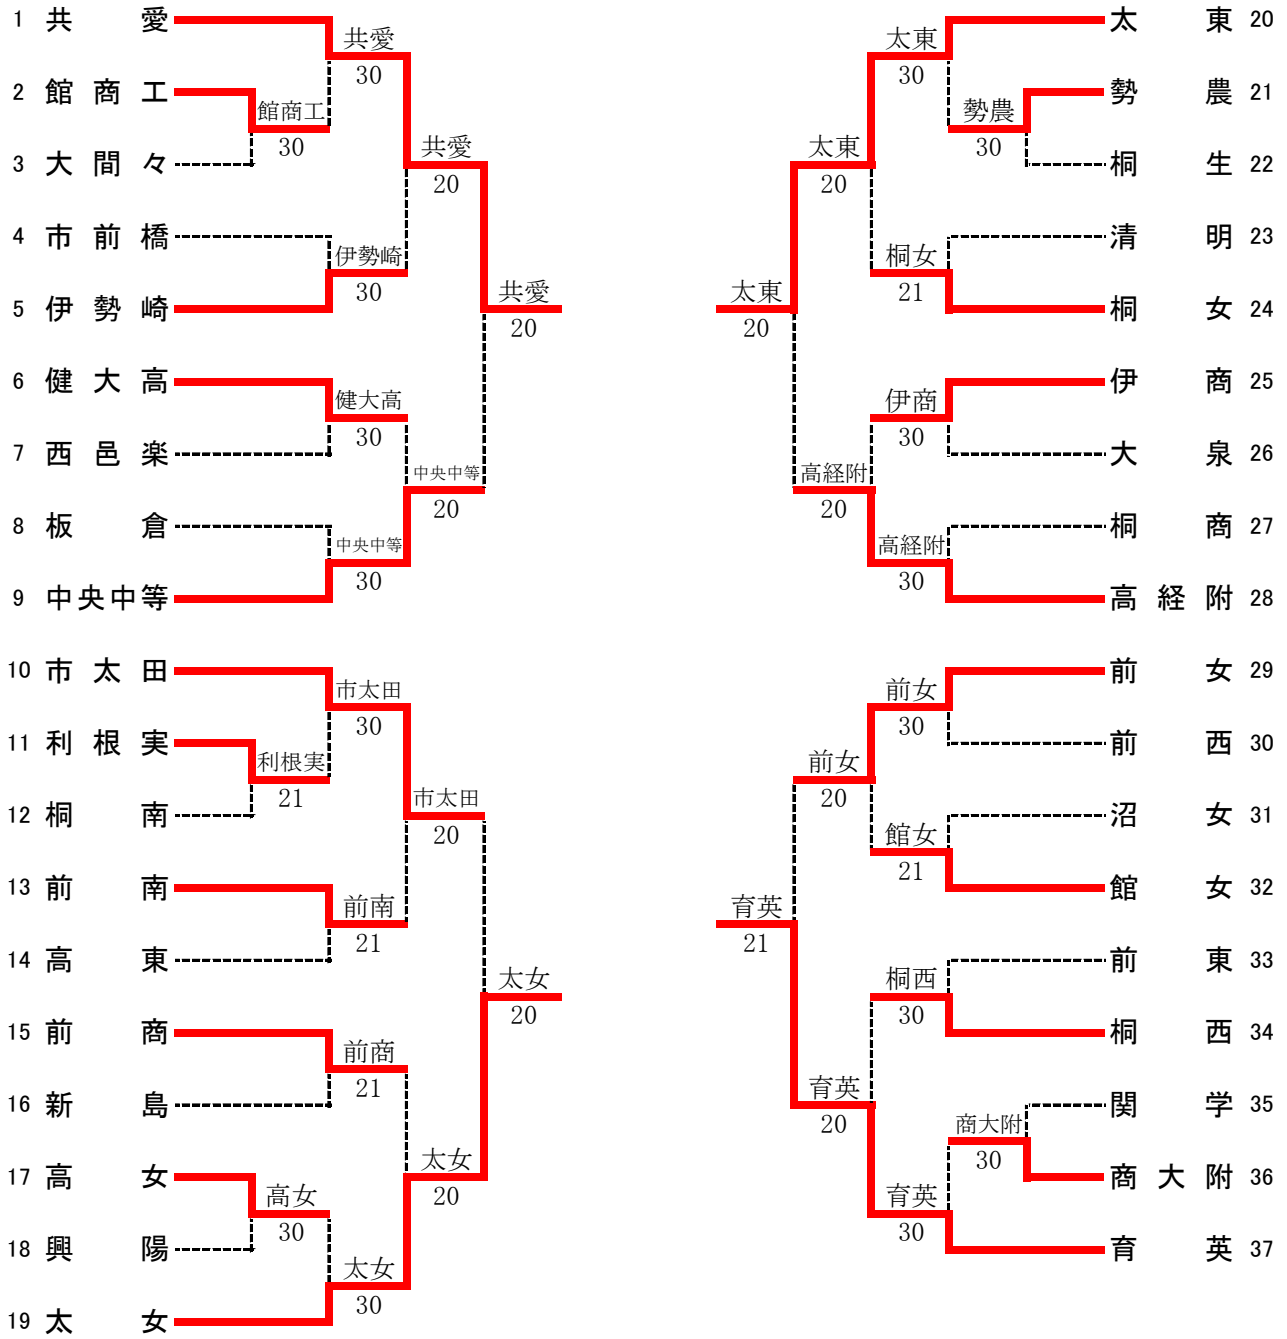 1 共愛
2 館商工
3 大間々
4 市前橋
5 伊勢崎
6 健大高
7 西邑楽
8 板倉
9 中央中等
10 市太田
11 利根実
12 桐南
13 前南
14 高東
15 前商
16 新島
17 高女
18 興陽
19 太女
館商工
30
利根実
21
高女
30
共愛
30
伊勢崎
30
健大高
30
中央中等
30
市太田
30
前南
21
前商
21
太女
30
共愛
20
中央中等
20
市太田
20
太女
20
共愛
20
太女
20
太東
20
育英
21
太東
20
高経附
20
前女
20
育英
20
太東
30
桐女
21
伊商
30
高経附
30
前女
30
館女
21
桐西
30
育英
30
勢農
30
商大附
30
太東 20
勢農 21
桐生 22
清明 23
桐女 24
伊商 25
大泉 26
桐商 27
高経附 28
前女 29
前西 30
沼女 31
館女 32
前東 33
桐西 34
関学 35
商大附 36
育英 37